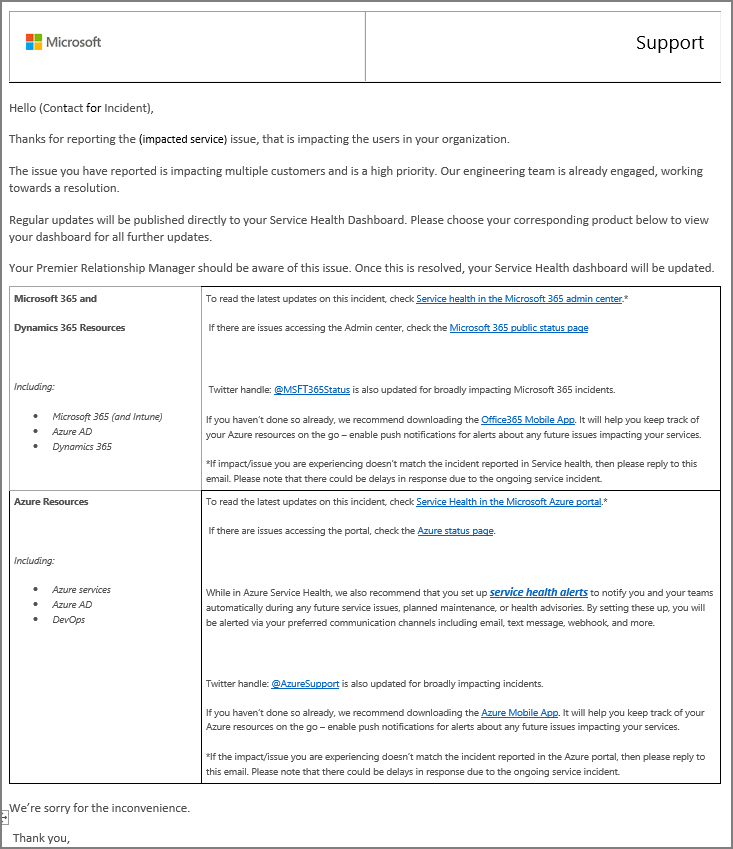 Microsoft
Support
Hello (Contact for Incident),
Thanks for reporting the (impacted service) issue, that is impacting the users in your organization.
The issue you have reported is impacting multiple customers and is a high priority. Our engineering team is already engaged, working
towards a resolution.
Regular updates will be published directly to your Service Health Dashboard. Please choose your corresponding product below to view
your dashboard for all further updates.
Your Premier Relationship Manager should be aware of this issue. Once this is resolved, your Service Health dashboard will be updated.
Microsoft 365 and
Dynamics 365 Resources
Including:
• Microsoft 365 (and Intune)
• Azure AD
• Dynamics 365
To read the latest updates on this incident, check Service health in the Microsoft 365 admin center.*
If there are issues accessing the Admin center, check the Microsoft 365 public status page
Twitter handle: @MSFT365Status is also updated for broadly impacting Microsoft 365 incidents.
If you haven't done so already, we recommend downloading the Office365 Mobile App. It will help you keep track of
your Azure resources on the go – enable push notifications for alerts about any future issues impacting your services.
*If impact/issue you are experiencing doesn't match the incident reported in Service health, then please reply to this
email. Please note that there could be delays in response due to the ongoing service incident.
Azure Resources
Including:
• Azure services
• Azure AD
• DevOps
To read the latest updates on this incident, check Service Health in the Microsoft Azure portal.*
If there are issues accessing the portal, check the Azure status page.
While in Azure Service Health, we also recommend that you set up service health alerts to notify you and your teams
automatically during any future service issues, planned maintenance, or health advisories. By setting these up, you will
be alerted via your preferred communication channels including email, text message, webhook, and more.
Twitter handle: @AzureSupport is also updated for broadly impacting incidents.
If you haven't done so already, we recommend downloading the Azure Mobile App. It will help you keep track of your
Azure resources on the go – enable push notifications for alerts about any future issues impacting your services.
*If the impact/issue you are experiencing doesn't match the incident reported in the Azure portal, then please reply to
this email. Please note that there could be delays in response due to the ongoing service incident.
We're sorry for the inconvenience.
Thank you,